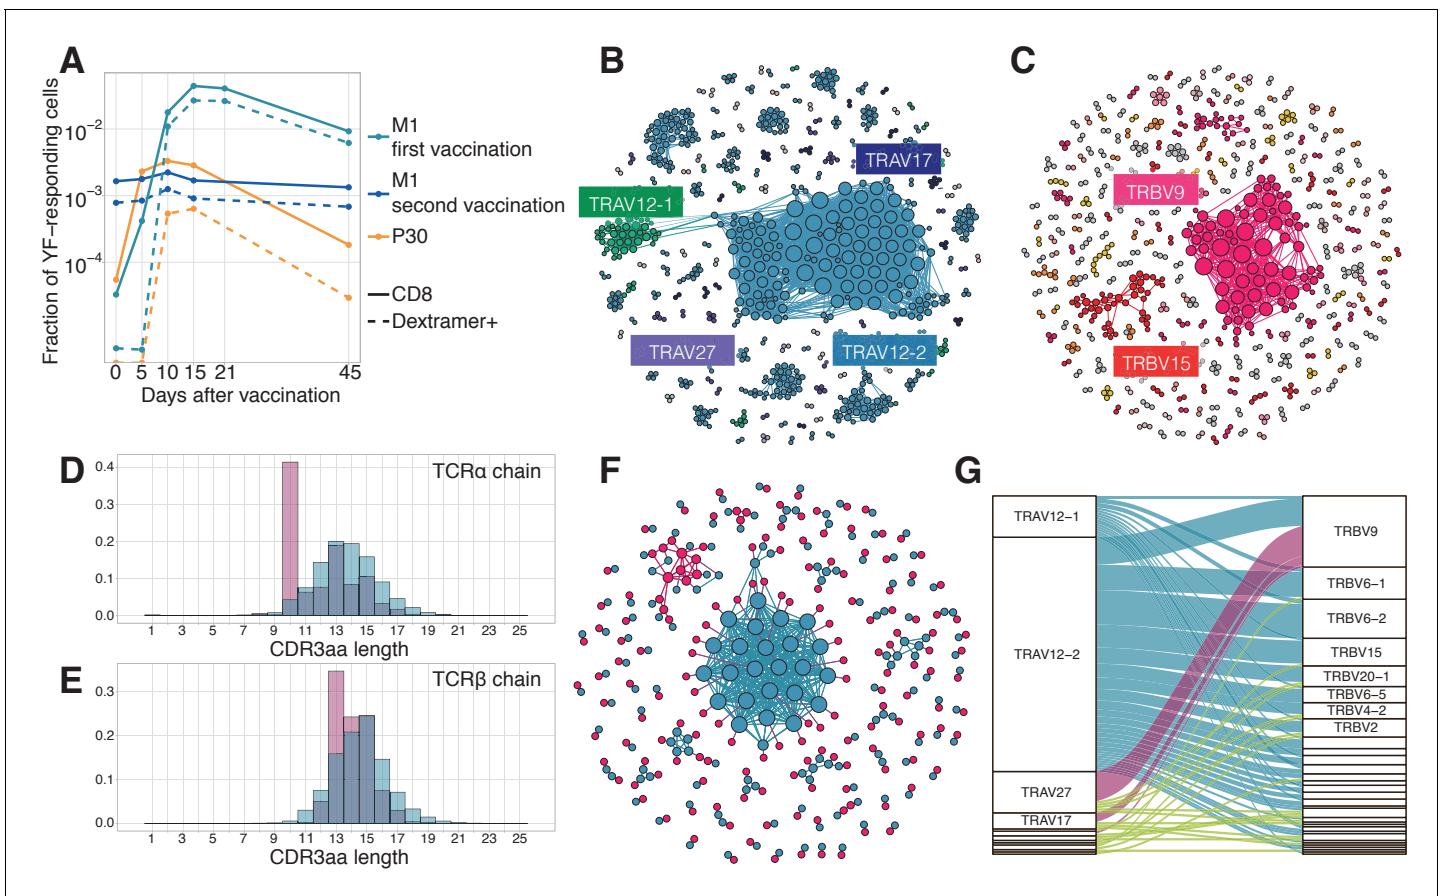 A
Fraction of YF−responding cells
10−2
10−3
10−4
0 5 10 15 21 45
Days after vaccination
M1
first vaccination
M1
second vaccination
P30
CD8
Dextramer+
B
TRAV17
TRAV12-1
TRAV27
TRAV12-2
C
TRBV9
TRBV15
D
TCRα chain
0.4
0.3
0.2
0.1
0.0
1 3 5 7 9 11 13 15 17 19 21 23 25
CDR3aa length
E
TCRβ chain
0.3
0.2
0.1
0.0
1 3 5 7 9 11 13 15 17 19 21 23 25
CDR3aa length
F
G
TRAV12−1
TRAV12−2
TRAV27
TRAV17
TRBV9
TRBV6−1
TRBV6−2
TRBV15
TRBV20−1
TRBV6−5
TRBV4−2
TRBV2